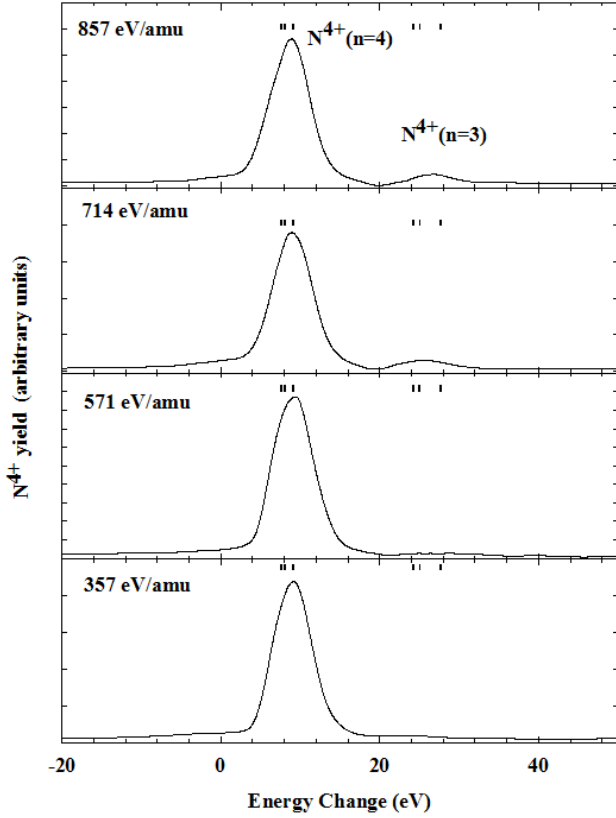 857 eV/amu
N⁴⁺(n=4)
N⁴⁺(n=3)
714 eV/amu
571 eV/amu
357 eV/amu
N⁴⁺ yield (arbitrary units)
-20 0 20 40
Energy Change (eV)